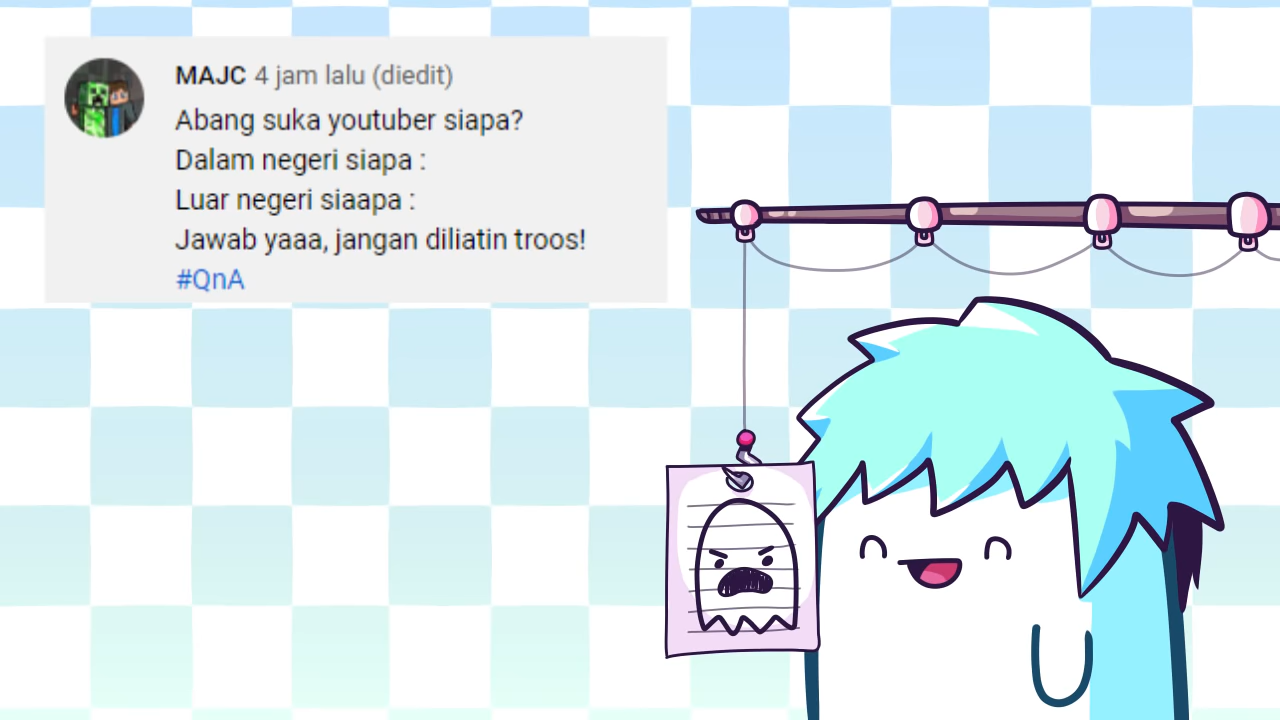 MAJC 4 jam lalu (diedit)
Abang suka youtuber siapa?
Dalam negeri siapa :
Luar negeri siaapa :
Jawab yaaa, jangan diliatin troos!
#QnA